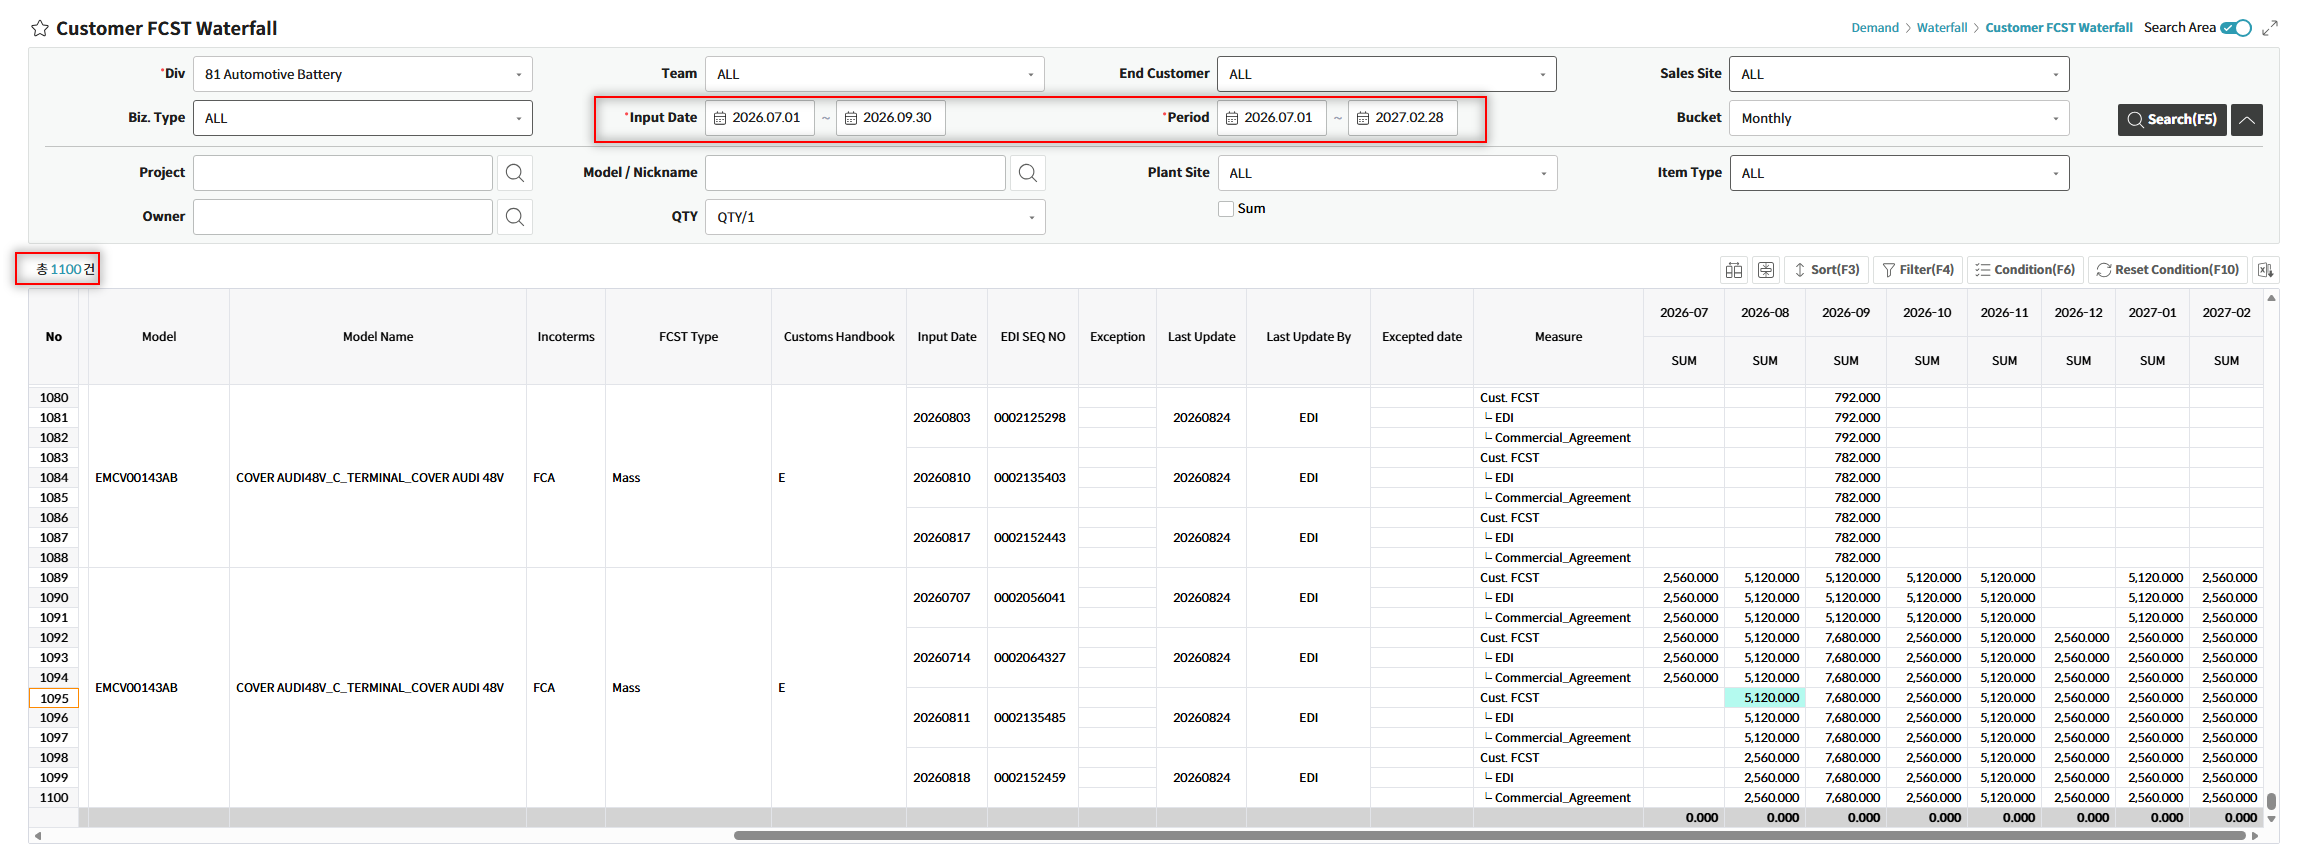 Customer FCST Waterfall
Demand > Waterfall > Customer FCST Waterfall Search Area
*Div 81 Automotive Battery Team ALL End Customer ALL Sales Site ALL
Biz. Type ALL *Input Date 2026.07.01 ~ 2026.09.30 *Period 2026.07.01 ~ 2027.02.28 Bucket Monthly Search(F5)
Project Model / Nickname Plant Site ALL Item Type ALL
Owner QTY QTY/1 Sum
총 1100 건 Sort(F3) Filter(F4) Condition(F6) Reset Condition(F10)
No Model Model Name Incoterms FCST Type Customs Handbook Input Date EDI SEQ NO Exception Last Update Last Update By Excepted date Measure 2026-07 2026-08 2026-09 2026-10 2026-11 2026-12 2027-01 2027-02
SUM SUM SUM SUM SUM SUM SUM SUM
1080 Cust. FCST 792.000
1081 20260803 0002125298 20260824 EDI └ EDI 792.000
1082 └ Commercial_Agreement 792.000
1083 Cust. FCST 782.000
1084 EMCV00143AB COVER AUDI48V_C_TERMINAL_COVER AUDI 48V FCA Mass E 20260810 0002135403 20260824 EDI └ EDI 782.000
1085 └ Commercial_Agreement 782.000
1086 Cust. FCST 782.000
1087 20260817 0002152443 20260824 EDI └ EDI 782.000
1088 └ Commercial_Agreement 782.000
1089 Cust. FCST 2,560.000 5,120.000 5,120.000 5,120.000 5,120.000 5,120.000 2,560.000
1090 20260707 0002056041 20260824 EDI └ EDI 2,560.000 5,120.000 5,120.000 5,120.000 5,120.000 5,120.000 2,560.000
1091 └ Commercial_Agreement 2,560.000 5,120.000 5,120.000 5,120.000 5,120.000 5,120.000 2,560.000
1092 Cust. FCST 2,560.000 5,120.000 7,680.000 2,560.000 5,120.000 2,560.000 2,560.000 2,560.000
1093 20260714 0002064327 20260824 EDI └ EDI 2,560.000 5,120.000 7,680.000 2,560.000 5,120.000 2,560.000 2,560.000 2,560.000
1094 EMCV00143AB COVER AUDI48V_C_TERMINAL_COVER AUDI 48V FCA Mass E └ Commercial_Agreement 2,560.000 5,120.000 7,680.000 2,560.000 5,120.000 2,560.000 2,560.000 2,560.000
1095 Cust. FCST 5,120.000 7,680.000 2,560.000 5,120.000 2,560.000 2,560.000 2,560.000
1096 20260811 0002135485 20260824 EDI └ EDI 5,120.000 7,680.000 2,560.000 5,120.000 2,560.000 2,560.000 2,560.000
1097 └ Commercial_Agreement 5,120.000 7,680.000 2,560.000 5,120.000 2,560.000 2,560.000 2,560.000
1098 Cust. FCST 2,560.000 7,680.000 2,560.000 5,120.000 2,560.000 2,560.000 2,560.000
1099 20260818 0002152459 20260824 EDI └ EDI 2,560.000 7,680.000 2,560.000 5,120.000 2,560.000 2,560.000 2,560.000
1100 └ Commercial_Agreement 2,560.000 7,680.000 2,560.000 5,120.000 2,560.000 2,560.000 2,560.000
0.000 0.000 0.000 0.000 0.000 0.000 0.000 0.000